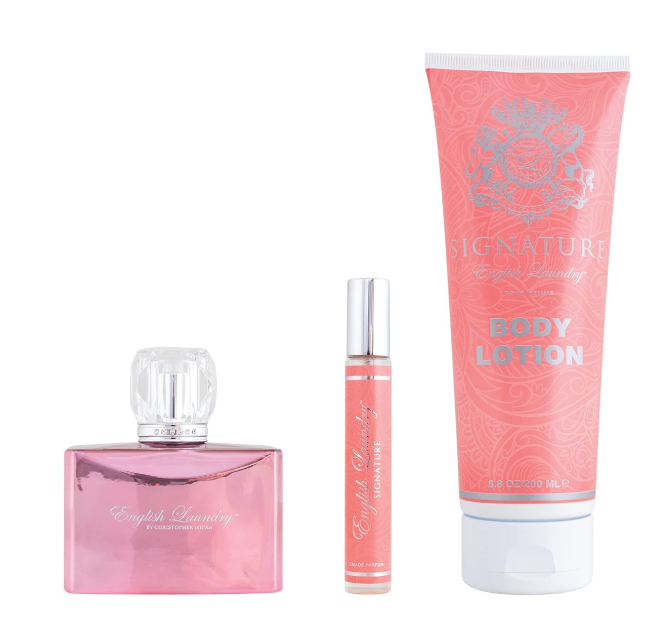 English Laundry
BY CHRISTOPHER WICKS
English Laundry
SIGNATURE
EAU DE PARFUM
SIGNATURE
English Laundry
BODY
LOTION
6.8 OZ/200 ML℮